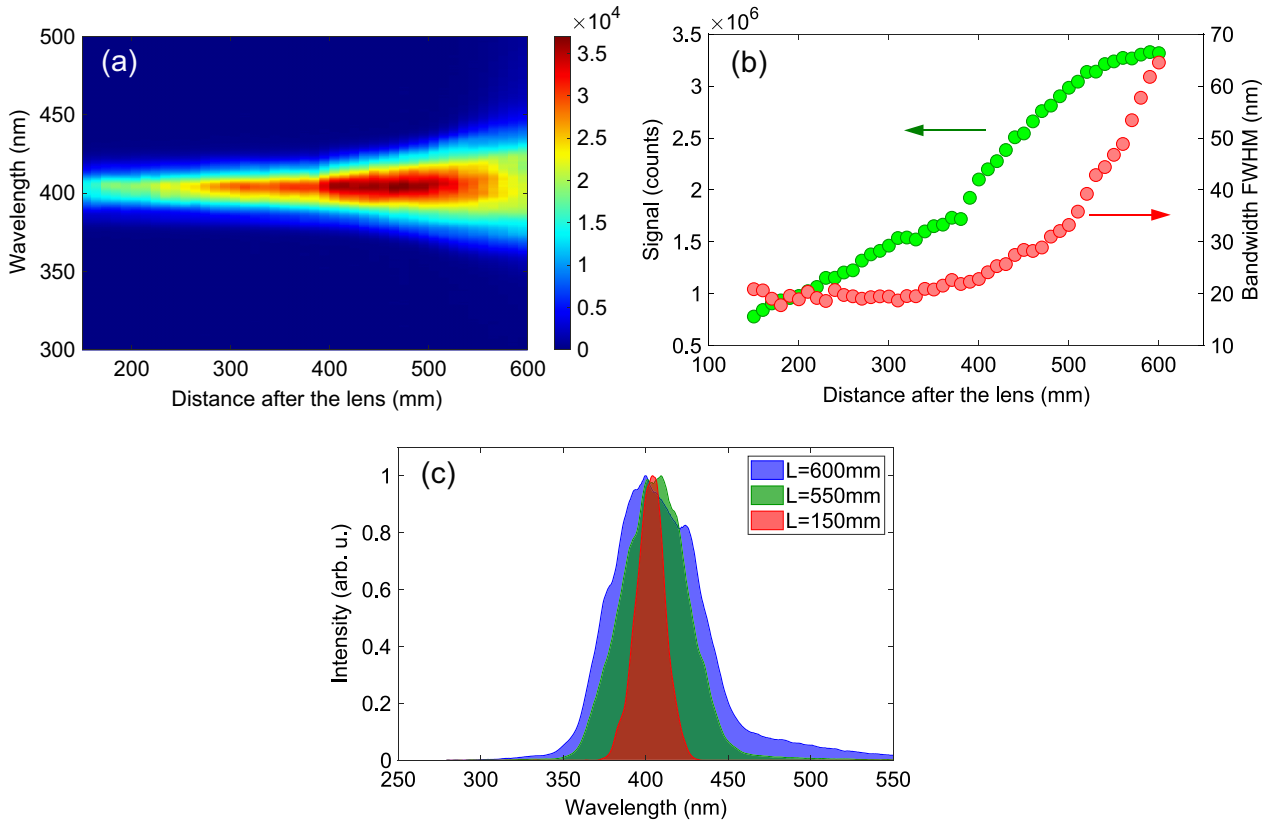 (a)
×10⁴
500
450
400
350
300
200 300 400 500 600
Wavelength (nm)
Distance after the lens (mm)
3.5
3
2.5
2
1.5
1
0.5
0
(b)
×10⁶
3.5
3
2.5
2
1.5
1
0.5
Signal (counts)
70
60
50
40
30
20
10
Bandwidth FWHM (nm)
100 200 300 400 500 600
Distance after the lens (mm)
(c)
1
0.8
0.6
0.4
0.2
0
Intensity (arb. u.)
L=600mm
L=550mm
L=150mm
250 300 350 400 450 500 550
Wavelength (nm)